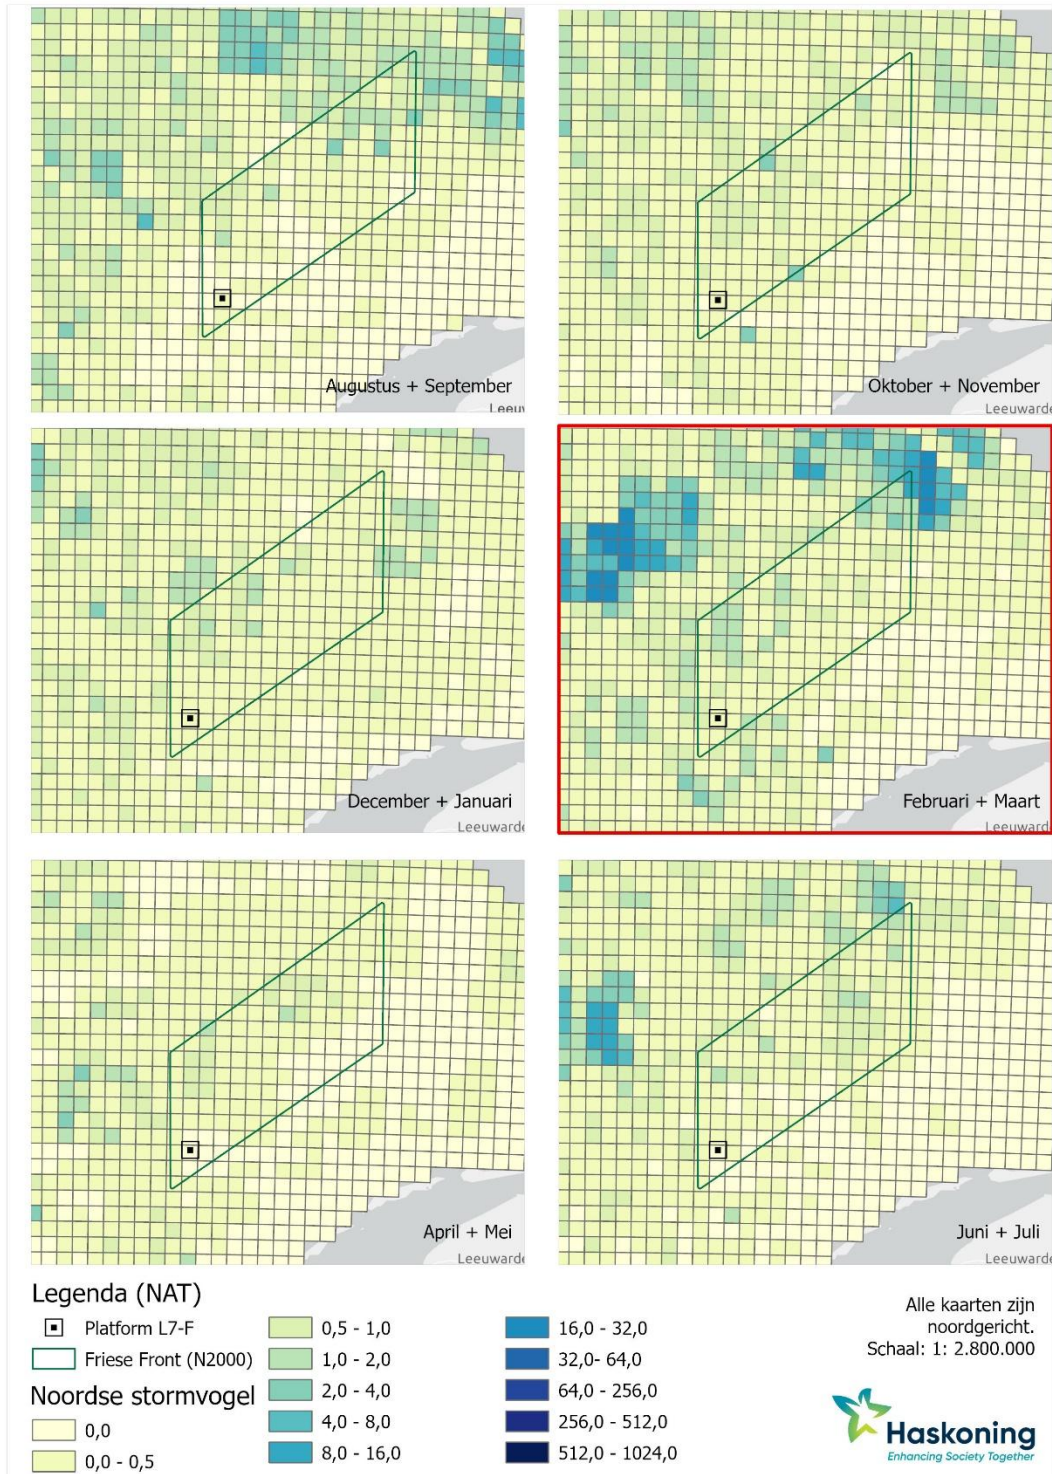 Augustus + September
Leeuw
Oktober + November
Leeuwarde
December + Januari
Leeuwarde
Februari + Maart
Leeuwarde
April + Mei
Leeuwarde
Juni + Juli
Leeuwarde
Legenda (NAT)
Platform L7-F
Friese Front (N2000)
Noordse stormvogel
0,0
0,0 - 0,5
0,5 - 1,0
1,0 - 2,0
2,0 - 4,0
4,0 - 8,0
8,0 - 16,0
16,0 - 32,0
32,0- 64,0
64,0 - 256,0
256,0 - 512,0
512,0 - 1024,0
Alle kaarten zijn
noordgericht.
Schaal: 1: 2.800.000
Haskoning
Enhancing Society Together